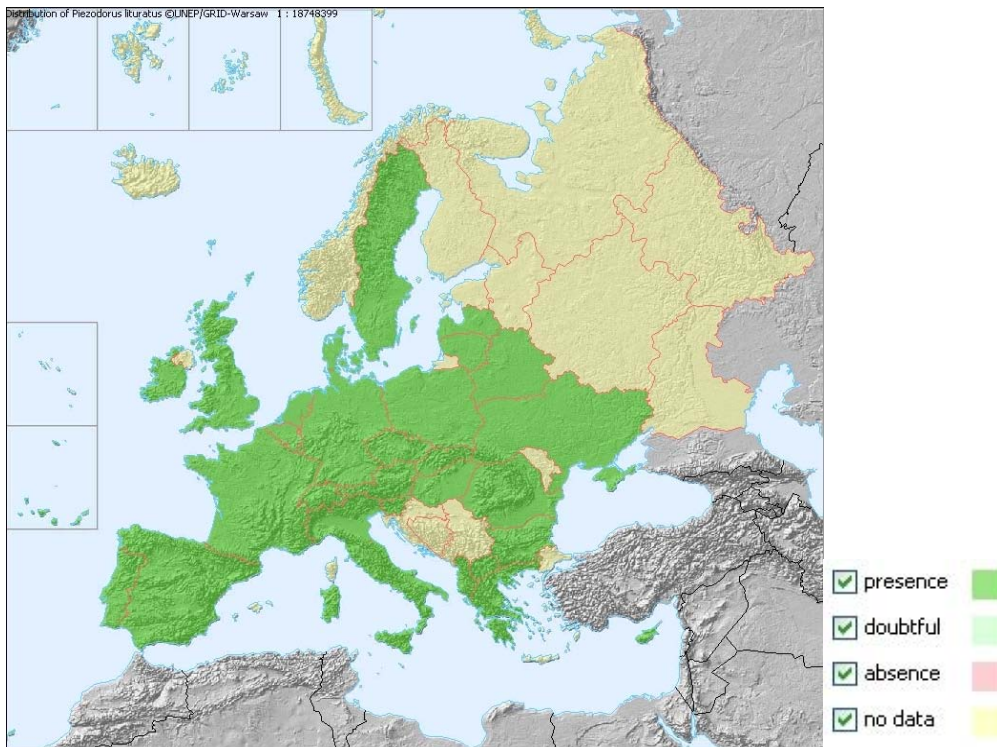 Distribution of Piezodorus lituratus ©UNEP/GRID-Warsaw 1 : 18748399
presence
doubtful
absence
no data